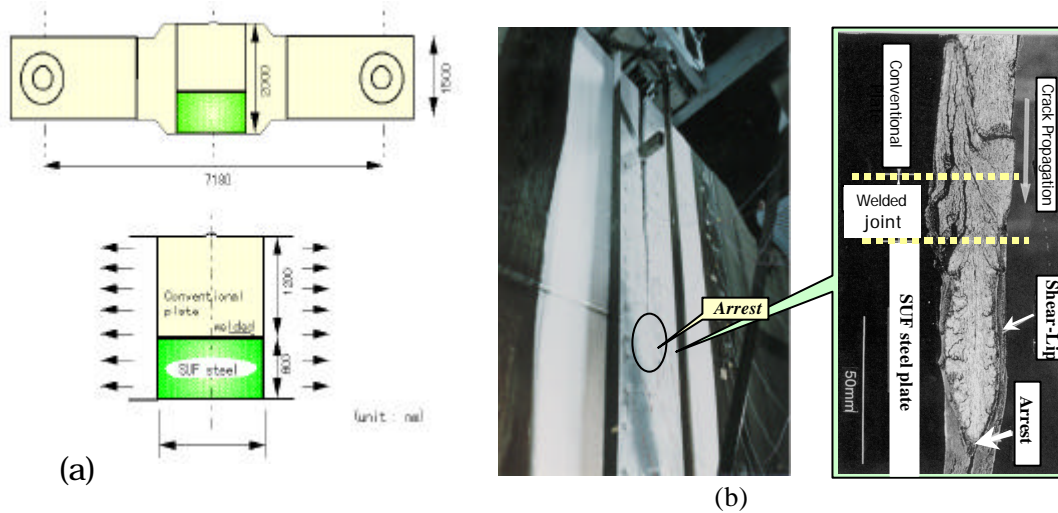 2000
1500
7180
Conventional
plate
welded
1200
800
SUF steel
(unit : mm)
(a)
Arrest
(b)
Conventional
Welded
joint
SUF steel plate
Crack Propagation
Shear-Lip
Arrest
50mm